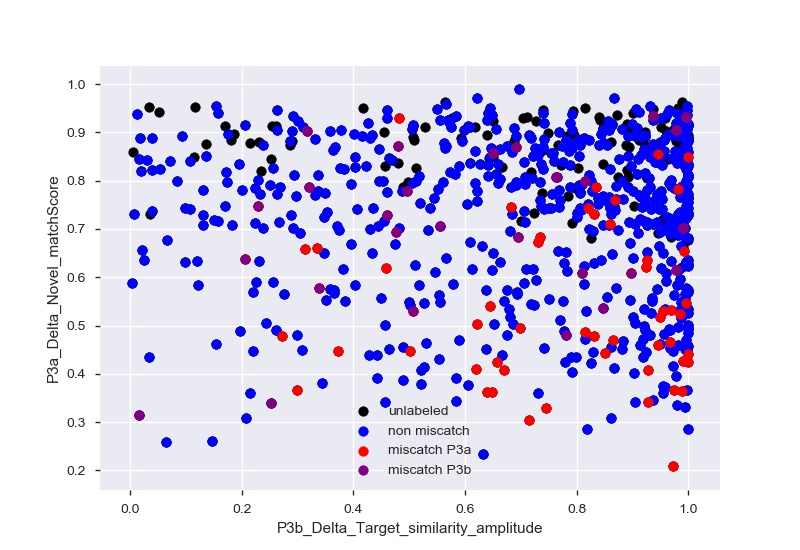 1.0
0.9
0.8
0.7
0.6
0.5
0.4
0.3
0.2
P3a_Delta_Novel_matchScore
unlabeled
non miscatch
miscatch P3a
miscatch P3b
0.0 0.2 0.4 0.6 0.8 1.0
P3b_Delta_Target_similarity_amplitude